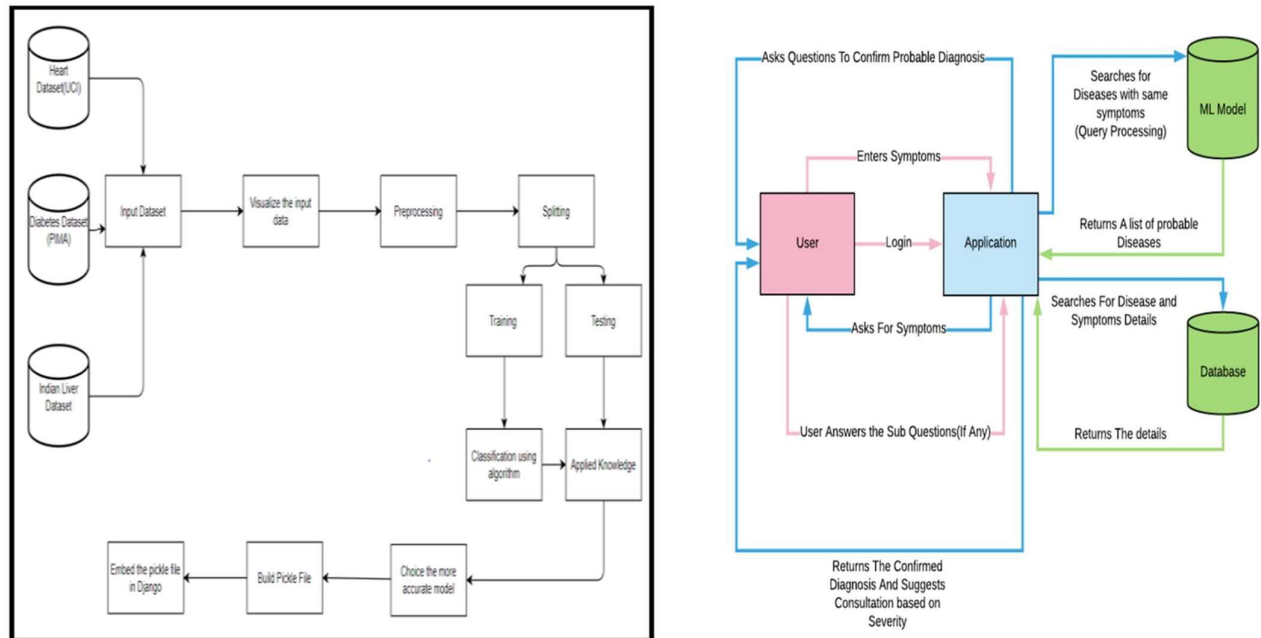 Heart
Dataset(UCI)
Diabetes Dataset
(PIMA)
Indian Liver
Dataset
Input Dataset
Visualize the input
data
Preprocessing
Splitting
Training
Testing
Classification using
algorithm
Applied Knowledge
Choice the more
accurate model
Build Pickle File
Embed the pickle file
in Django
Asks Questions To Confirm Probable Diagnosis
Searches for
Diseases with same
symptoms
(Query Processing)
ML Model
Enters Symptoms
User
Login
Application
Returns A list of probable
Diseases
Asks For Symptoms
Searches For Disease and
Symptoms Details
Database
User Answers the Sub Questions(If Any)
Returns The details
Returns The Confirmed
Diagnosis And Suggests
Consultation based on
Severity